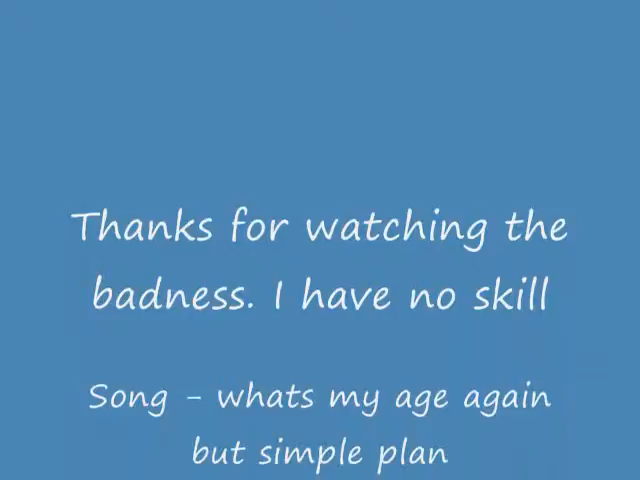 Thanks for watching the
badness. I have no skill
Song - whats my age again
but simple plan